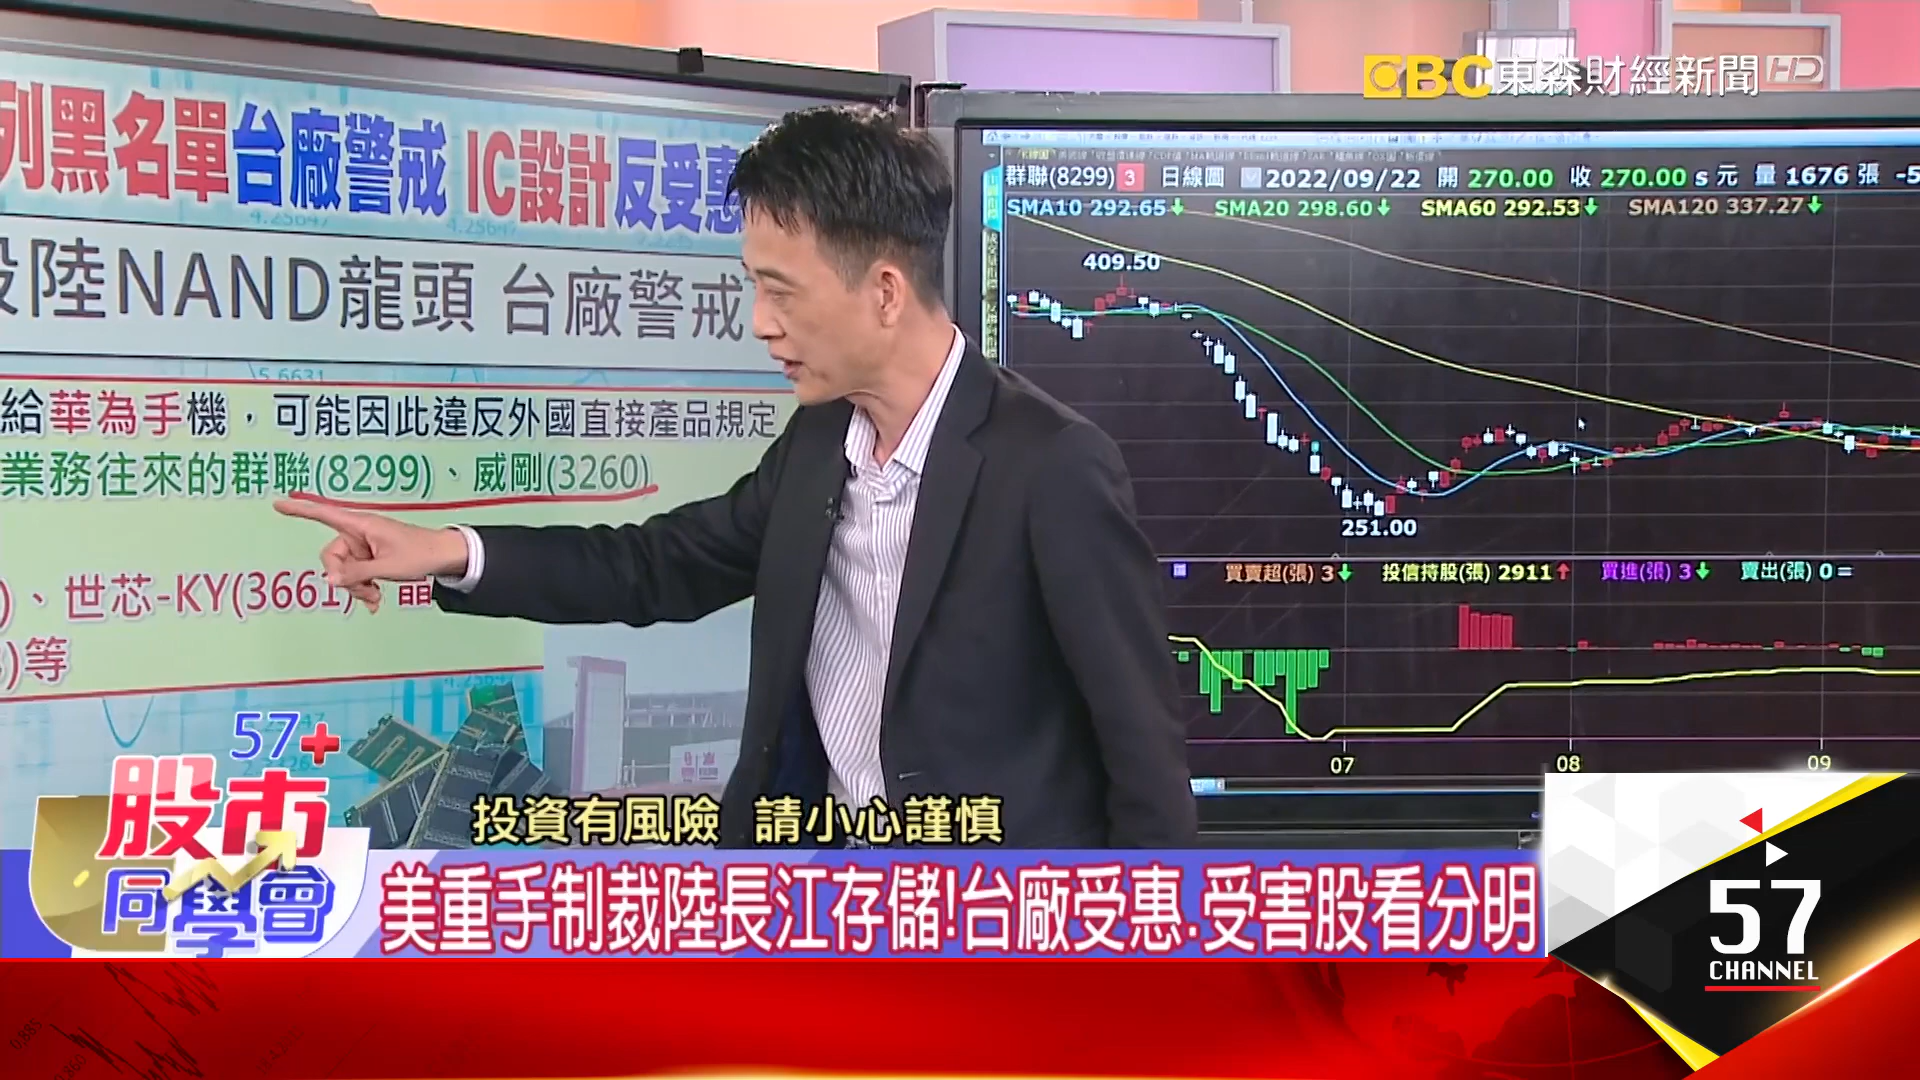 EBC東森財經新聞HD
列黑名單台廠警戒 IC設計反受惠
陸NAND龍頭 台廠警戒
給華為手機，可能因此違反外國直接產品規定
業務往來的群聯(8299)、威剛(3260)
)、世芯-KY(3661)、晶
)等
群聯(8299) 3 日線圖 2022/09/22 開 270.00 收 270.00 s 元 量 1676 張 -5
SMA10 292.65↓ SMA20 298.60↓ SMA60 292.53↓ SMA120 337.27↓
409.50
251.00
買賣超(張) 3↓ 投信持股(張) 2911↑ 買進(張) 3↓ 賣出(張) 0=
07 08 09
57+
股市
同學會
投資有風險 請小心謹慎
美重手制裁陸長江存儲!台廠受惠.受害股看分明
57
CHANNEL